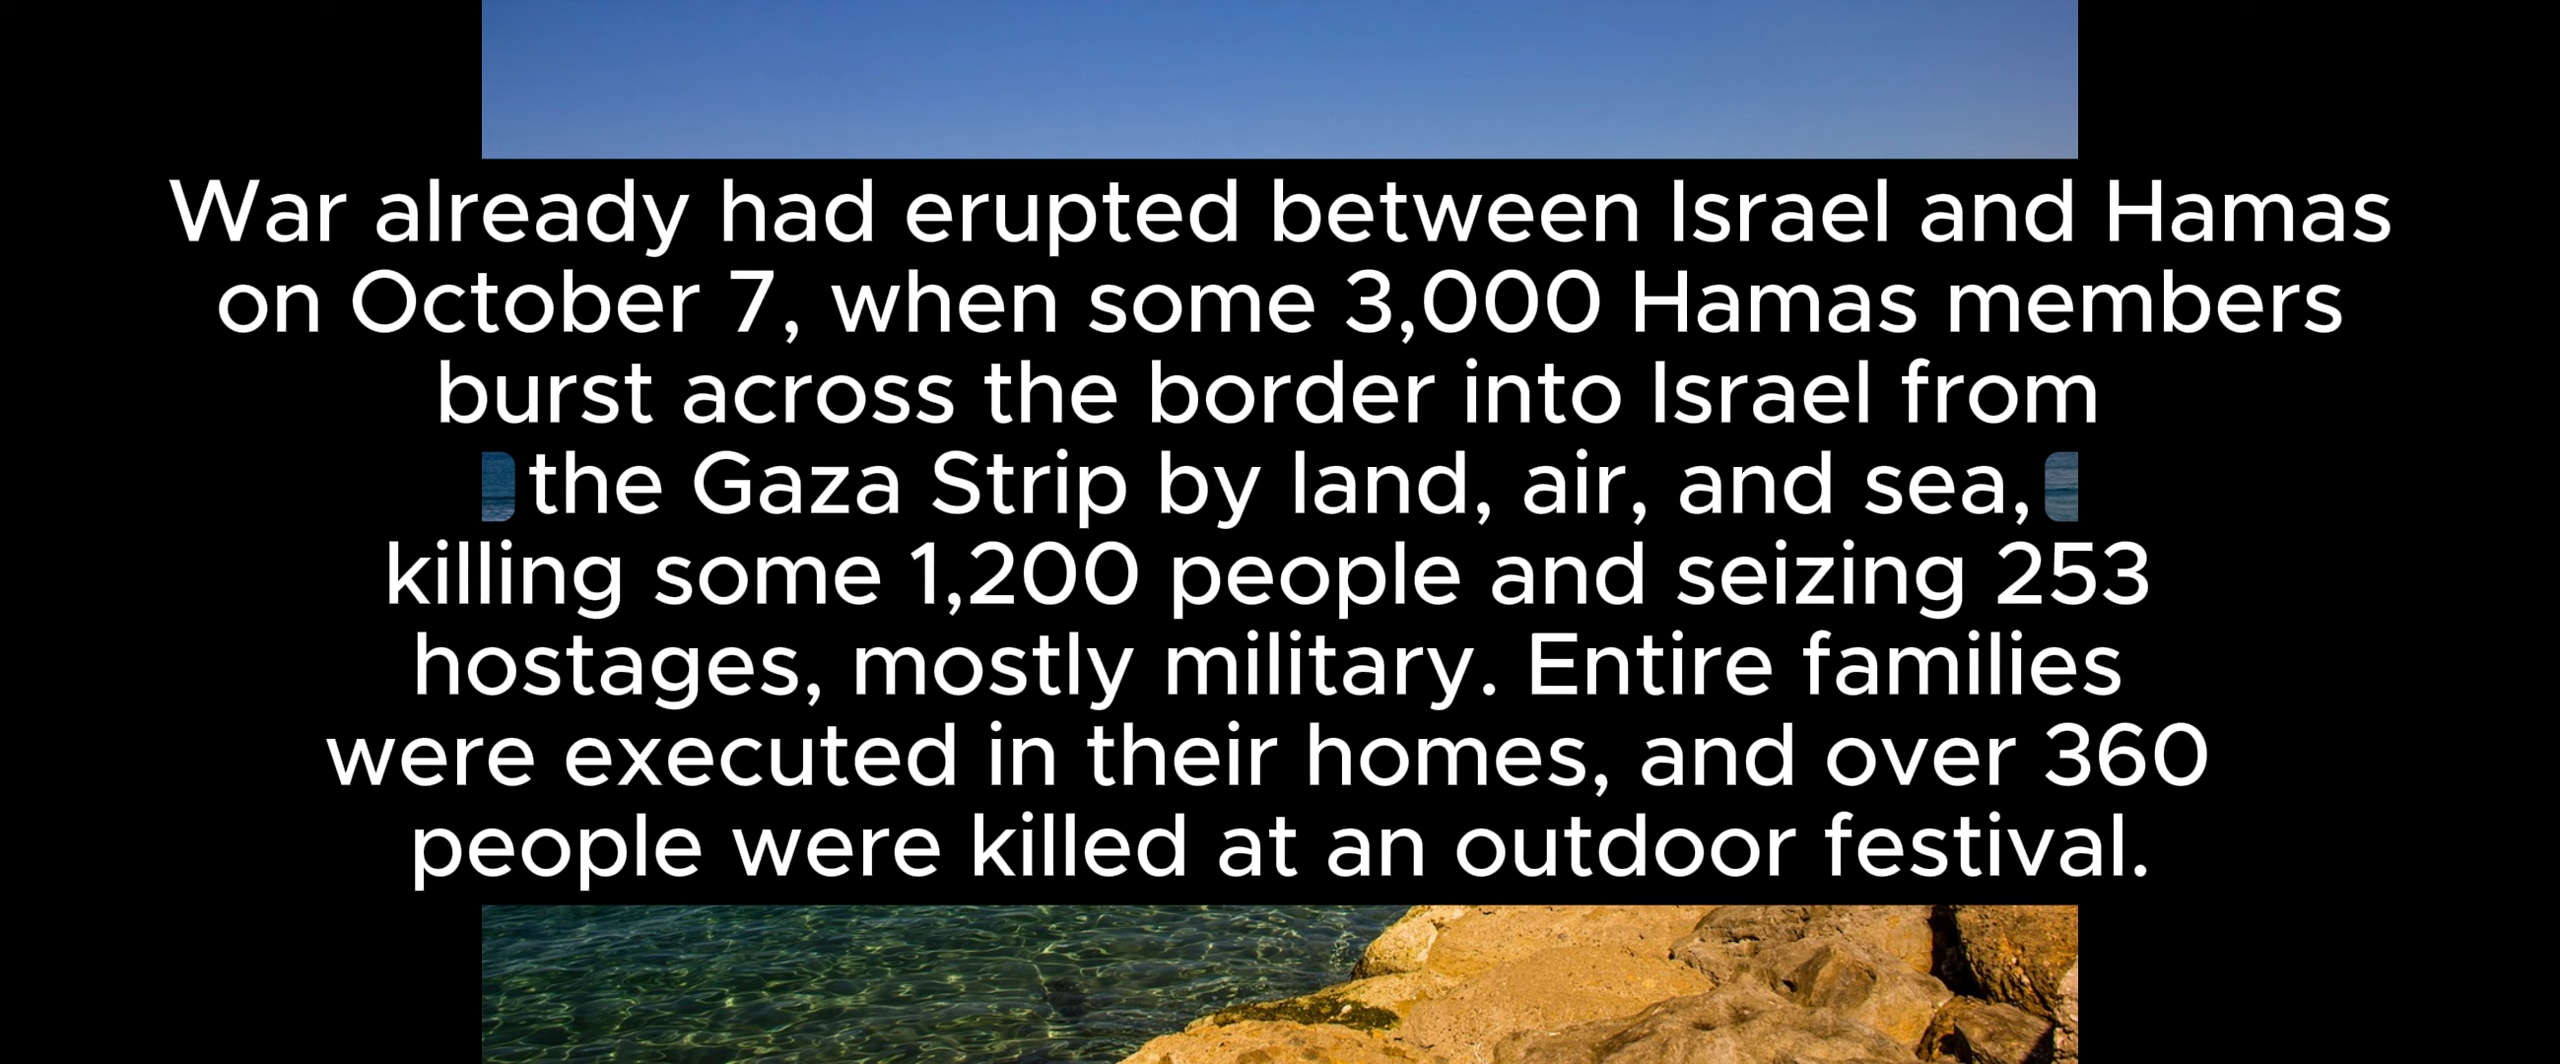 War already had erupted between Israel and Hamas
on October 7, when some 3,000 Hamas members
burst across the border into Israel from
the Gaza Strip by land, air, and sea,
killing some 1,200 people and seizing 253
hostages, mostly military. Entire families
were executed in their homes, and over 360
people were killed at an outdoor festival.